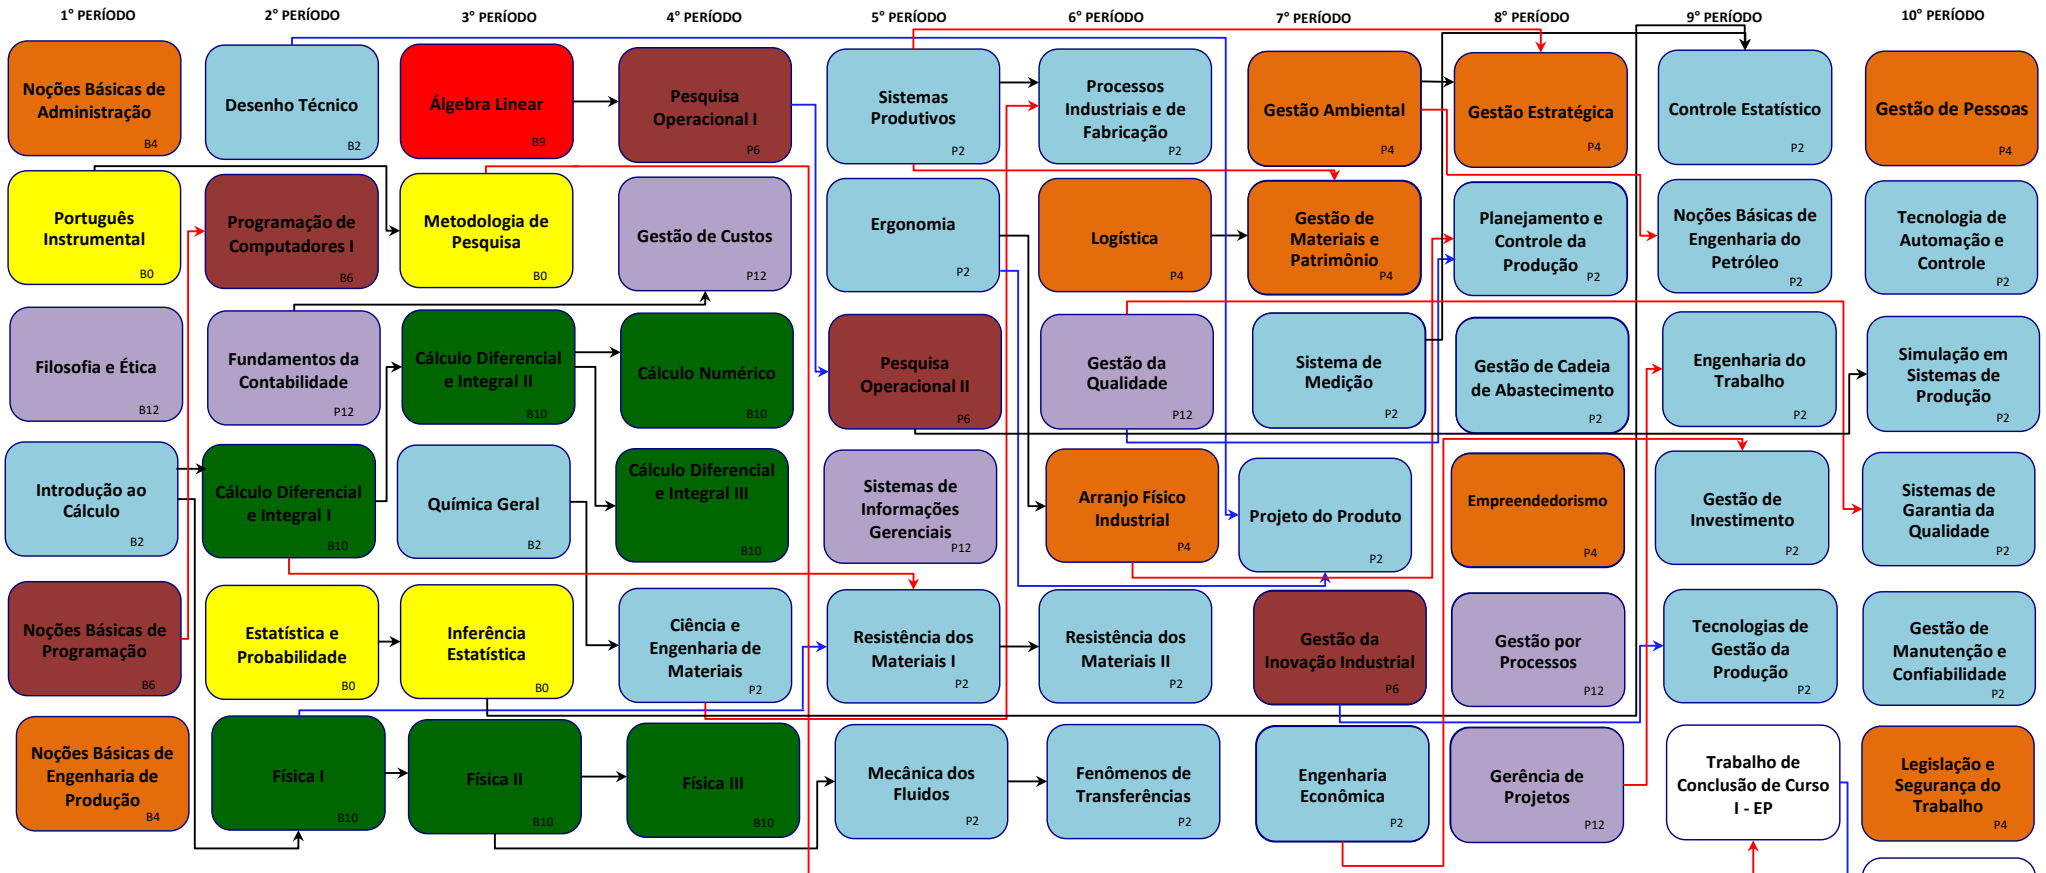 1° PERÍODO
2° PERÍODO
3° PERÍODO
4° PERÍODO
5° PERÍODO
6° PERÍODO
7° PERÍODO
8° PERÍODO
9° PERÍODO
10° PERÍODO
Noções Básicas de
Administração
B4
Desenho Técnico
B2
Álgebra Linear
B9
Pesquisa
Operacional I
P6
Sistemas
Produtivos
P2
Processos
Industriais e de
Fabricação
P2
Gestão Ambiental
P4
Gestão Estratégica
P4
Controle Estatístico
P2
Gestão de Pessoas
P4
Português
Instrumental
B0
Programação de
Computadores I
B6
Metodologia de
Pesquisa
B0
Gestão de Custos
P12
Ergonomia
P2
Logística
P4
Gestão de
Materiais e
Patrimônio
P4
Planejamento e
Controle da
Produção
P2
Noções Básicas de
Engenharia do
Petróleo
P2
Tecnologia de
Automação e
Controle
P2
Filosofia e Ética
B12
Fundamentos da
Contabilidade
P12
Cálculo Diferencial
e Integral II
B10
Cálculo Numérico
B10
Pesquisa
Operacional II
P6
Gestão da
Qualidade
P12
Sistema de
Medição
P2
Gestão de Cadeia
de Abastecimento
P2
Engenharia do
Trabalho
P2
Simulação em
Sistemas de
Produção
P2
Introdução ao
Cálculo
B2
Cálculo Diferencial
e Integral I
B10
Química Geral
B2
Cálculo Diferencial
e Integral III
B10
Sistemas de
Informações
Gerenciais
P12
Arranjo Físico
Industrial
P4
Projeto do Produto
P2
Empreendedorismo
P4
Gestão de
Investimento
P2
Sistemas de
Garantia da
Qualidade
P2
Noções Básicas de
Programação
B6
Estatística e
Probabilidade
B0
Inferência
Estatística
B0
Ciência e
Engenharia de
Materiais
P2
Resistência dos
Materiais I
P2
Resistência dos
Materiais II
P2
Gestão da
Inovação Industrial
P6
Gestão por
Processos
P12
Tecnologias de
Gestão da
Produção
P2
Gestão de
Manutenção e
Confiabilidade
P2
Noções Básicas de
Engenharia de
Produção
B4
Física I
B10
Física II
B10
Física III
B10
Mecânica dos
Fluidos
P2
Fenômenos de
Transferências
P2
Engenharia
Econômica
P2
Gerência de
Projetos
P12
Trabalho de
Conclusão de Curso
I - EP
Legislação e
Segurança do
Trabalho
P4